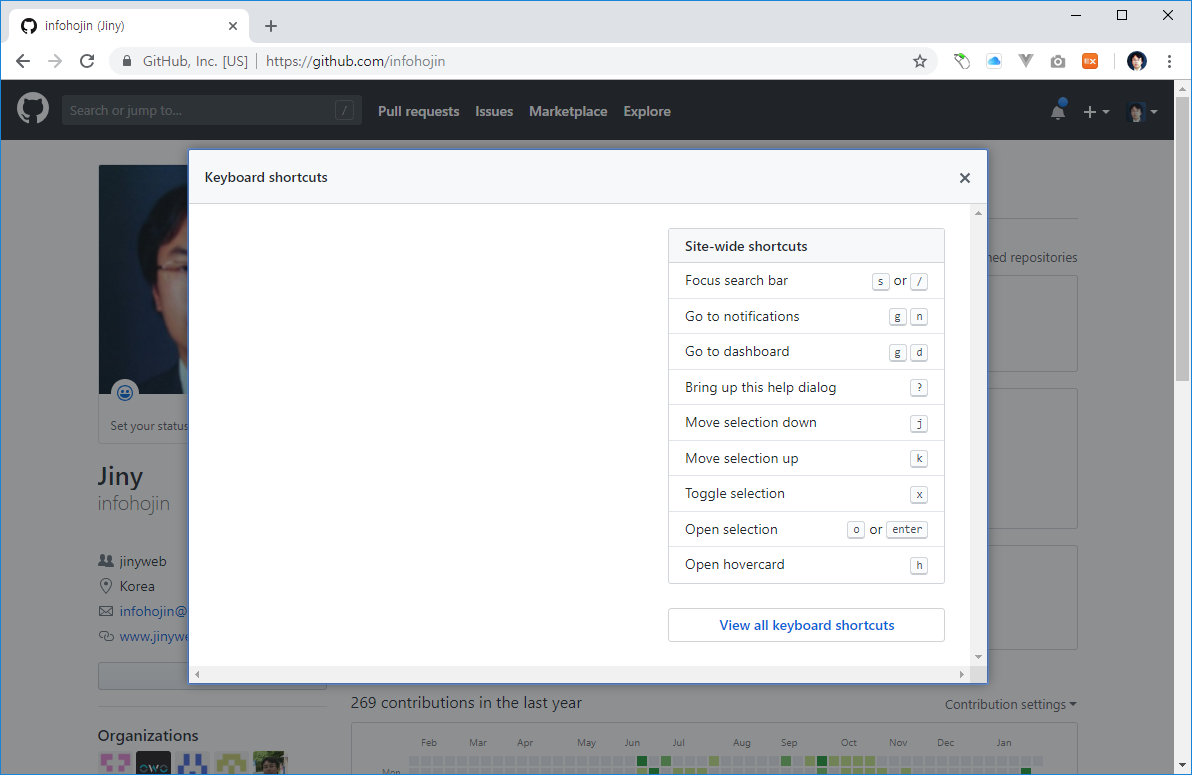 infohojin (Jiny)
GitHub, Inc. [US] | https://github.com/infohojin
Search or jump to... /
Pull requests Issues Marketplace Explore
Keyboard shortcuts
Site-wide shortcuts
Focus search bar s or /
Go to notifications g n
Go to dashboard g d
Bring up this help dialog ?
Move selection down j
Move selection up k
Toggle selection x
Open selection o or enter
Open hovercard h
View all keyboard shortcuts
repositories
Set your status
Jiny
infohojin
jinyweb
Korea
infohojin@
www.jinywe
269 contributions in the last year
Contribution settings
Organizations
Feb Mar Apr May Jun Jul Aug Sep Oct Nov Dec Jan
Mon